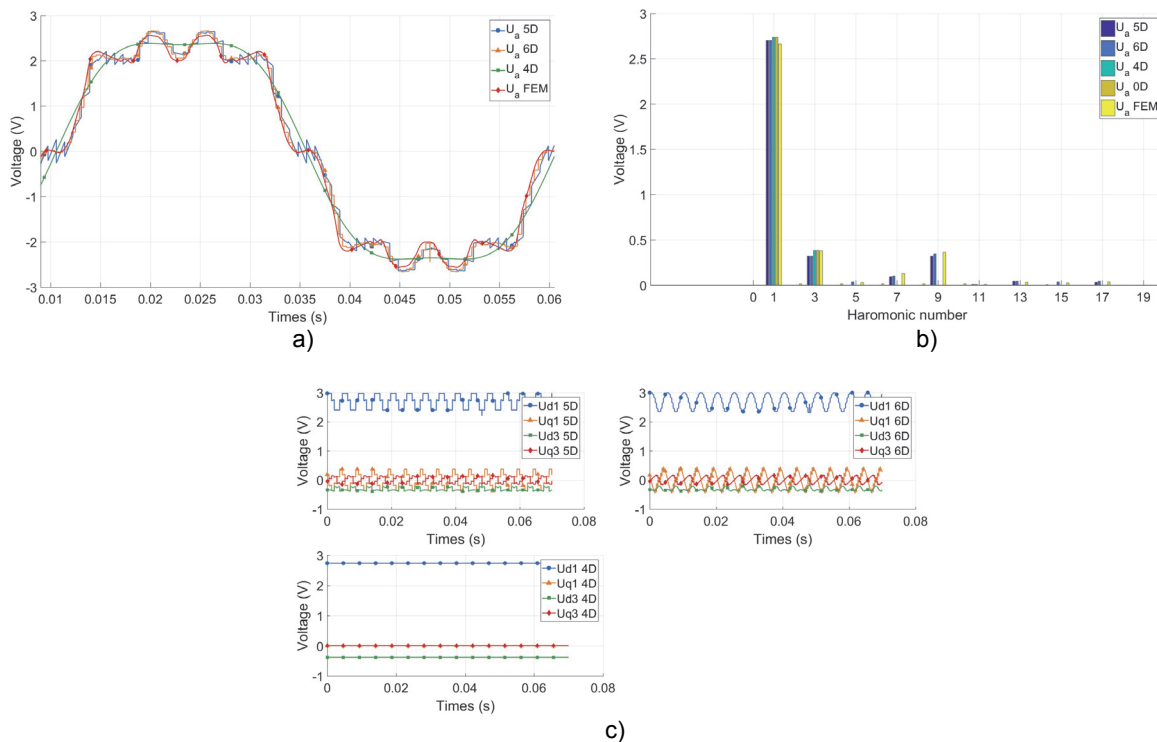 3
2
1
0
-1
-2
-3
Voltage (V)
0.01 0.015 0.02 0.025 0.03 0.035 0.04 0.045 0.05 0.055 0.06
Times (s)
U_a 5D
U_a 6D
U_a 4D
U_a FEM
a)
3
2.5
2
1.5
1
0.5
0
Voltage (V)
0 1 3 5 7 9 11 13 15 17 19
Haromonic number
U_a 5D
U_a 6D
U_a 4D
U_a 0D
U_a FEM
b)
3
2
1
0
-1
Voltage (V)
0 0.02 0.04 0.06 0.08
Times (s)
Ud1 5D
Uq1 5D
Ud3 5D
Uq3 5D
3
2
1
0
-1
Voltage (V)
0 0.02 0.04 0.06 0.08
Times (s)
Ud1 6D
Uq1 6D
Ud3 6D
Uq3 6D
3
2
1
0
-1
Voltage (V)
0 0.02 0.04 0.06 0.08
Times (s)
Ud1 4D
Uq1 4D
Ud3 4D
Uq3 4D
c)